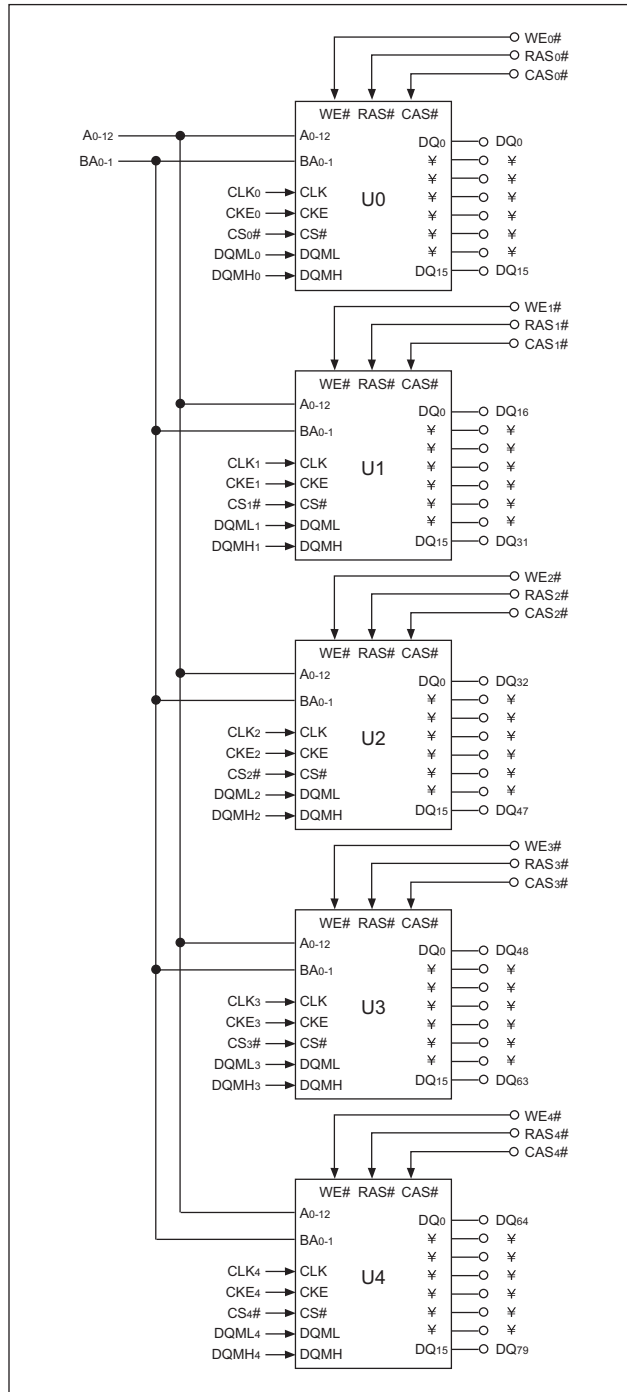 WE0#
RAS0#
CAS0#
WE# RAS# CAS#
A0-12 A0-12 DQ0 DQ0
BA0-1 BA0-1 ¥ ¥
¥ ¥
CLK0 CLK ¥ ¥
CKE0 CKE U0 ¥ ¥
CS0# CS# ¥ ¥
DQML0 DQML ¥ ¥
DQMH0 DQMH DQ15 DQ15
WE1#
RAS1#
CAS1#
WE# RAS# CAS#
A0-12 DQ0 DQ16
BA0-1 ¥ ¥
¥ ¥
CLK1 CLK ¥ ¥
CKE1 CKE U1 ¥ ¥
CS1# CS# ¥ ¥
DQML1 DQML ¥ ¥
DQMH1 DQMH DQ15 DQ31
WE2#
RAS2#
CAS2#
WE# RAS# CAS#
A0-12 DQ0 DQ32
BA0-1 ¥ ¥
¥ ¥
CLK2 CLK ¥ ¥
CKE2 CKE U2 ¥ ¥
CS2# CS# ¥ ¥
DQML2 DQML ¥ ¥
DQMH2 DQMH DQ15 DQ47
WE3#
RAS3#
CAS3#
WE# RAS# CAS#
A0-12 DQ0 DQ48
BA0-1 ¥ ¥
¥ ¥
CLK3 CLK ¥ ¥
CKE3 CKE U3 ¥ ¥
CS3# CS# ¥ ¥
DQML3 DQML ¥ ¥
DQMH3 DQMH DQ15 DQ63
WE4#
RAS4#
CAS4#
WE# RAS# CAS#
A0-12 DQ0 DQ64
BA0-1 ¥ ¥
¥ ¥
CLK4 CLK ¥ ¥
CKE4 CKE U4 ¥ ¥
CS4# CS# ¥ ¥
DQML4 DQML ¥ ¥
DQMH4 DQMH DQ15 DQ79